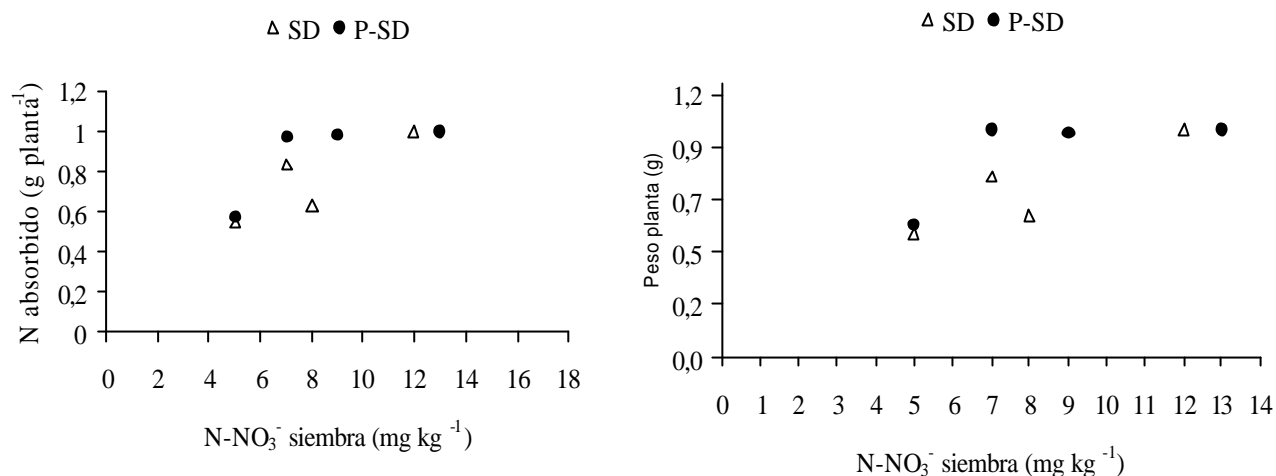 △ SD ● P-SD
N absorbido (g planta⁻¹)
1,2
1
0,8
0,6
0,4
0,2
0
0 2 4 6 8 10 12 14 16 18
N-NO₃⁻ siembra (mg kg ⁻¹)
△ SD ● P-SD
Peso planta (g)
1,2
0,9
0,7
0,5
0,2
0,0
0 1 2 3 4 5 6 7 8 9 10 11 12 13 14
N-NO₃⁻ siembra (mg kg ⁻¹)